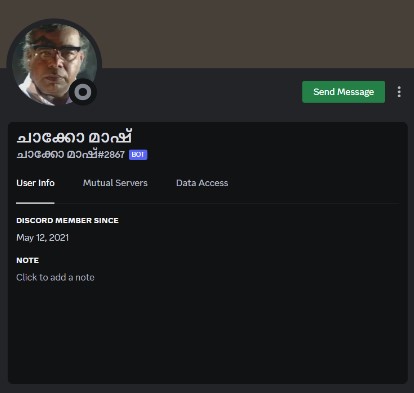 Send Message
ചാക്കോ മാഷ്
ചാക്കോ മാഷ്#2867 BOT
User Info Mutual Servers Data Access
DISCORD MEMBER SINCE
May 12, 2021
NOTE
Click to add a note